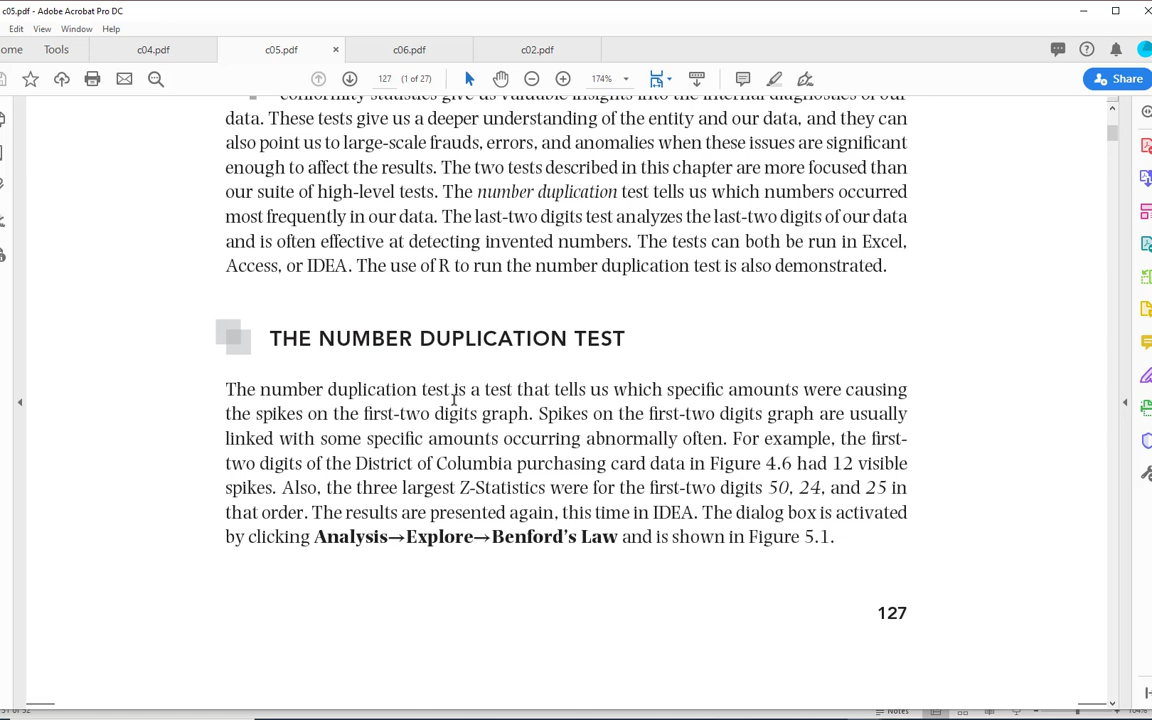 c05.pdf - Adobe Acrobat Pro DC
Edit View Window Help
ome Tools c04.pdf c05.pdf × c06.pdf c02.pdf
127 (1 of 27) 174% Share
conformity statistics give us valuable insights into the internal diagnostics of our
data. These tests give us a deeper understanding of the entity and our data, and they can
also point us to large-scale frauds, errors, and anomalies when these issues are significant
enough to affect the results. The two tests described in this chapter are more focused than
our suite of high-level tests. The number duplication test tells us which numbers occurred
most frequently in our data. The last-two digits test analyzes the last-two digits of our data
and is often effective at detecting invented numbers. The tests can both be run in Excel,
Access, or IDEA. The use of R to run the number duplication test is also demonstrated.
THE NUMBER DUPLICATION TEST
The number duplication test is a test that tells us which specific amounts were causing
the spikes on the first-two digits graph. Spikes on the first-two digits graph are usually
linked with some specific amounts occurring abnormally often. For example, the first-
two digits of the District of Columbia purchasing card data in Figure 4.6 had 12 visible
spikes. Also, the three largest Z-Statistics were for the first-two digits 50, 24, and 25 in
that order. The results are presented again, this time in IDEA. The dialog box is activated
by clicking Analysis→Explore→Benford's Law and is shown in Figure 5.1.
127
Notes